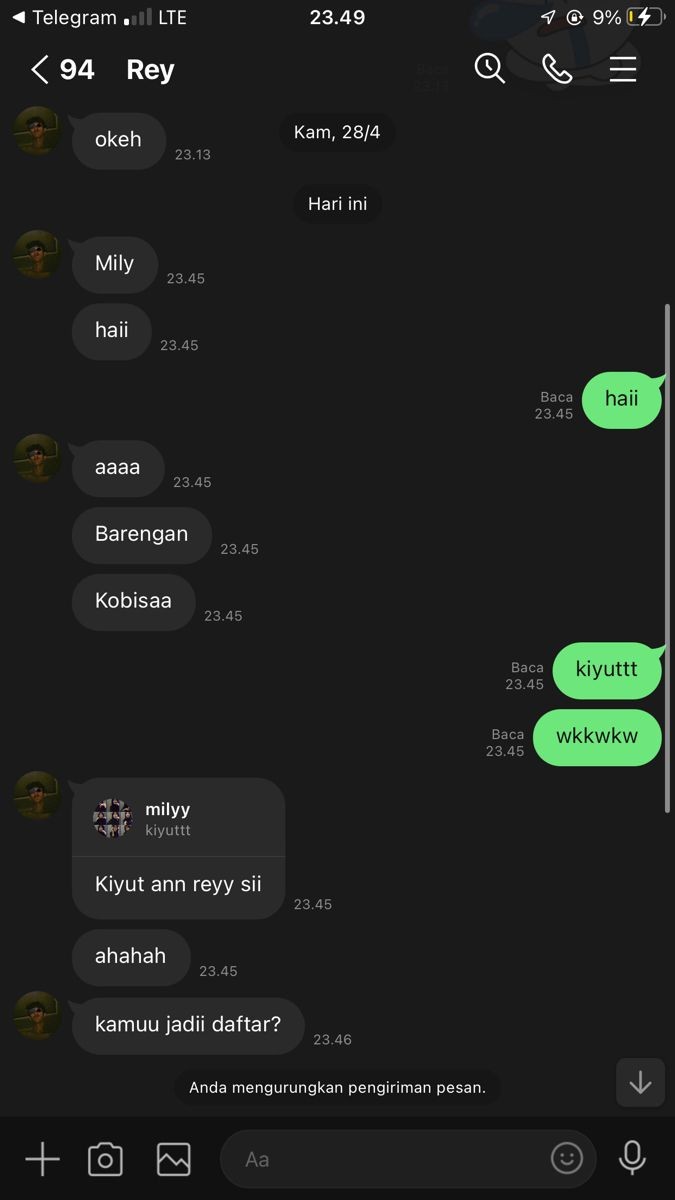 Telegram LTE 23.49 9%
94 Rey
Baca
23.13
Kam, 28/4
okeh
23.13
Hari ini
Mily
23.45
haii
23.45
haii
Baca
23.45
aaaa
23.45
Barengan
23.45
Kobisaa
23.45
kiyuttt
Baca
23.45
wkkwkw
Baca
23.45
milyy
kiyuttt
Kiyut ann reyy sii
23.45
ahahah
23.45
kamuu jadii daftar?
23.46
Anda mengurungkan pengiriman pesan.
Aa